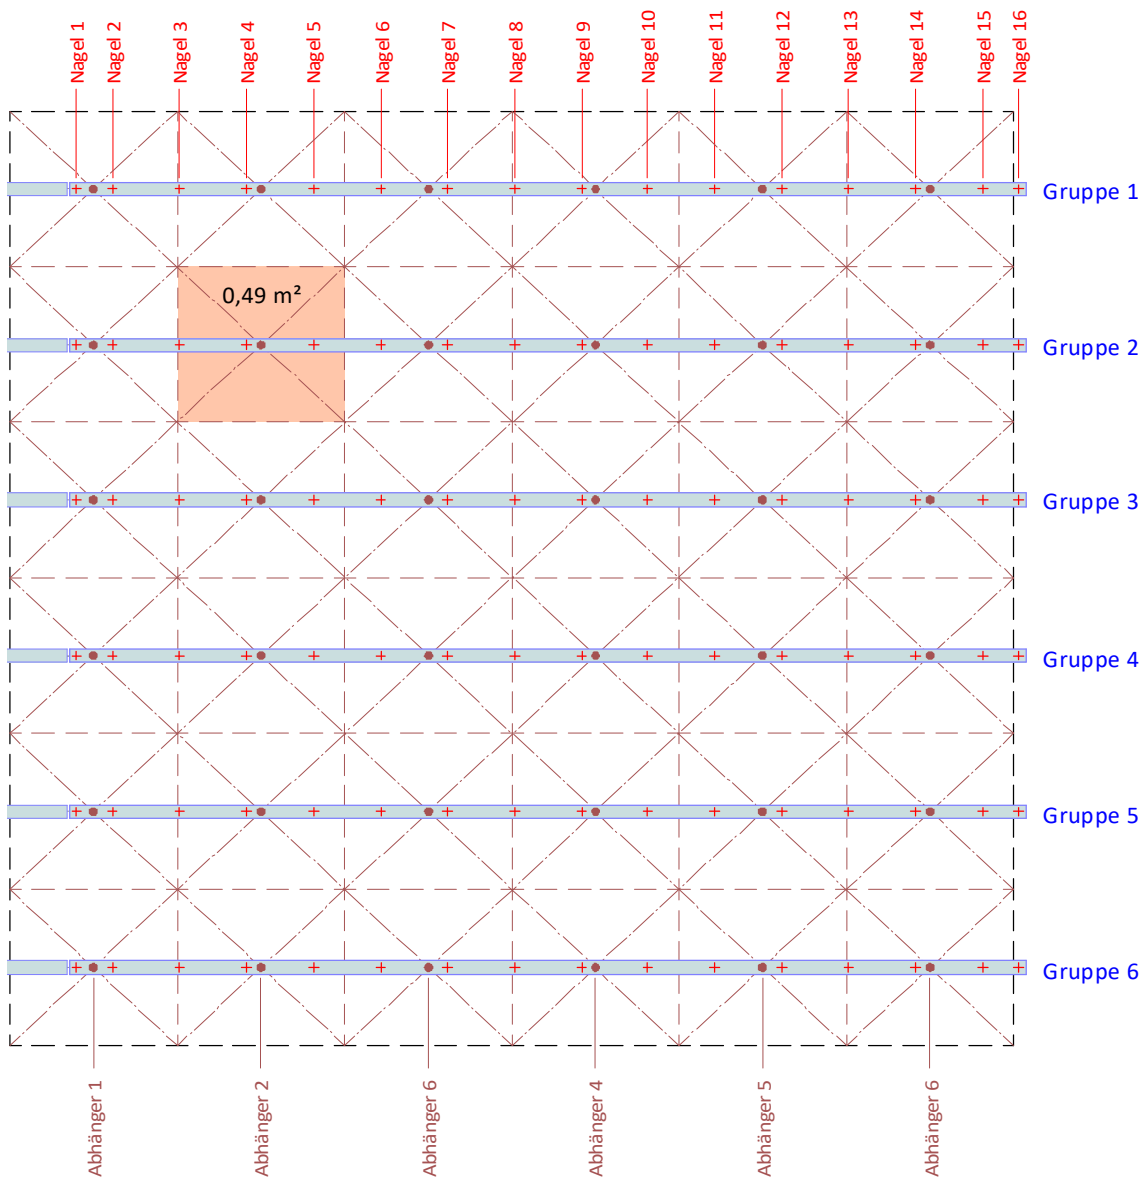 Nagel 1
Nagel 2
Nagel 3
Nagel 4
Nagel 5
Nagel 6
Nagel 7
Nagel 8
Nagel 9
Nagel 10
Nagel 11
Nagel 12
Nagel 13
Nagel 14
Nagel 15
Nagel 16
Gruppe 1
0,49 m²
Gruppe 2
Gruppe 3
Gruppe 4
Gruppe 5
Gruppe 6
Abhänger 1
Abhänger 2
Abhänger 6
Abhänger 4
Abhänger 5
Abhänger 6